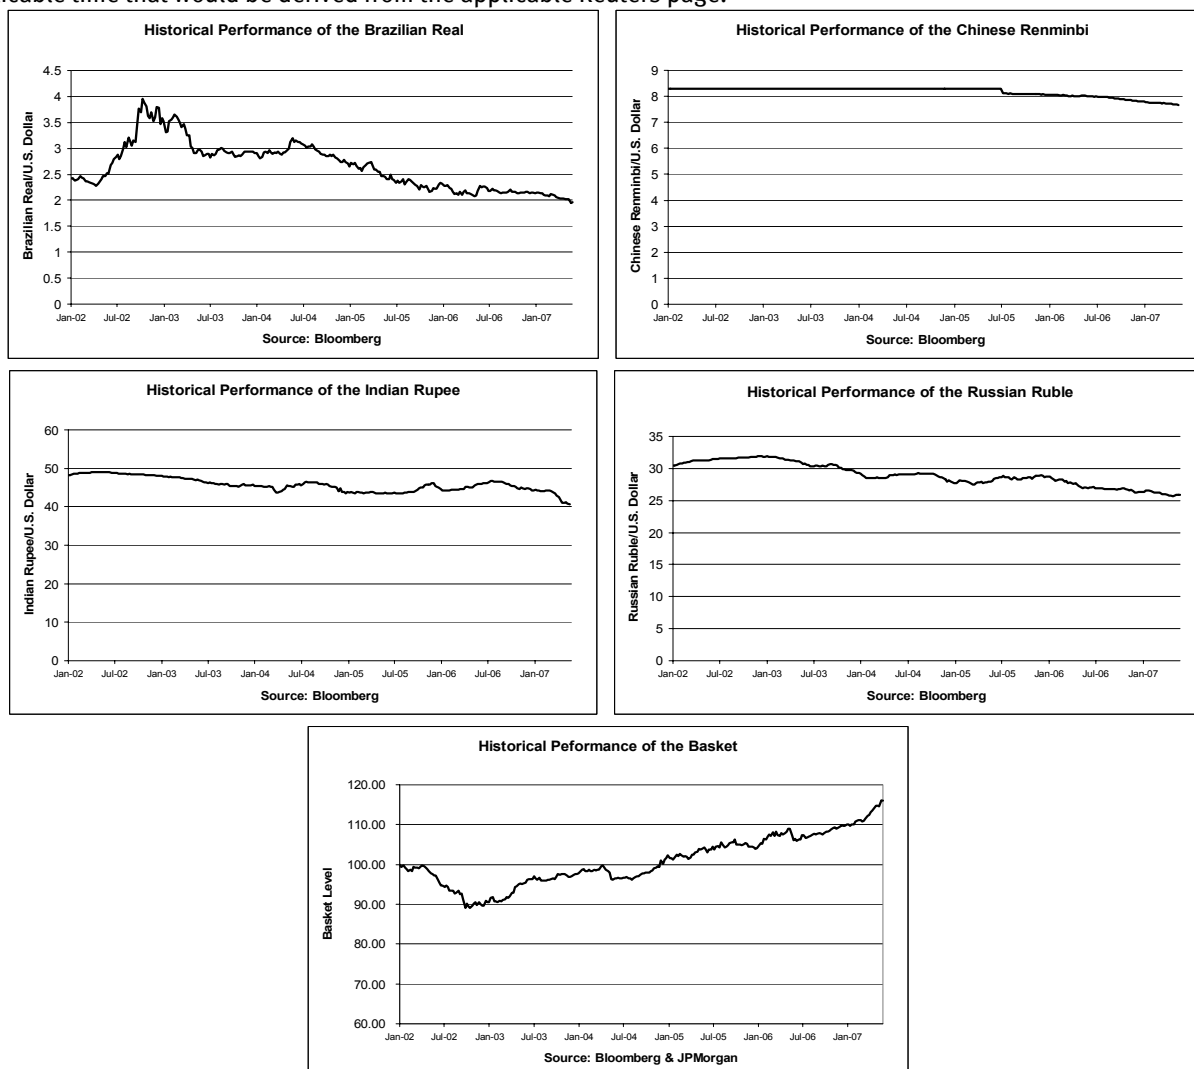 icable time that would be derived from the applicable Reuters page.
Historical Performance of the Brazilian Real
Brazilian Real/U.S. Dollar
4.5
4
3.5
3
2.5
2
1.5
1
0.5
0
Jan-02 Jul-02 Jan-03 Jul-03 Jan-04 Jul-04 Jan-05 Jul-05 Jan-06 Jul-06 Jan-07
Source: Bloomberg
Historical Performance of the Chinese Renminbi
Chinese Renminbi/U.S. Dollar
9
8
7
6
5
4
3
2
1
0
Jan-02 Jul-02 Jan-03 Jul-03 Jan-04 Jul-04 Jan-05 Jul-05 Jan-06 Jul-06 Jan-07
Source: Bloomberg
Historical Performance of the Indian Rupee
Indian Rupee/U.S. Dollar
60
50
40
30
20
10
0
Jan-02 Jul-02 Jan-03 Jul-03 Jan-04 Jul-04 Jan-05 Jul-05 Jan-06 Jul-06 Jan-07
Source: Bloomberg
Historical Performance of the Russian Ruble
Russian Ruble/U.S. Dollar
35
30
25
20
15
10
5
0
Jan-02 Jul-02 Jan-03 Jul-03 Jan-04 Jul-04 Jan-05 Jul-05 Jan-06 Jul-06 Jan-07
Source: Bloomberg
Historical Peformance of the Basket
Basket Level
120.00
110.00
100.00
90.00
80.00
70.00
60.00
Jan-02 Jul-02 Jan-03 Jul-03 Jan-04 Jul-04 Jan-05 Jul-05 Jan-06 Jul-06 Jan-07
Source: Bloomberg & JPMorgan